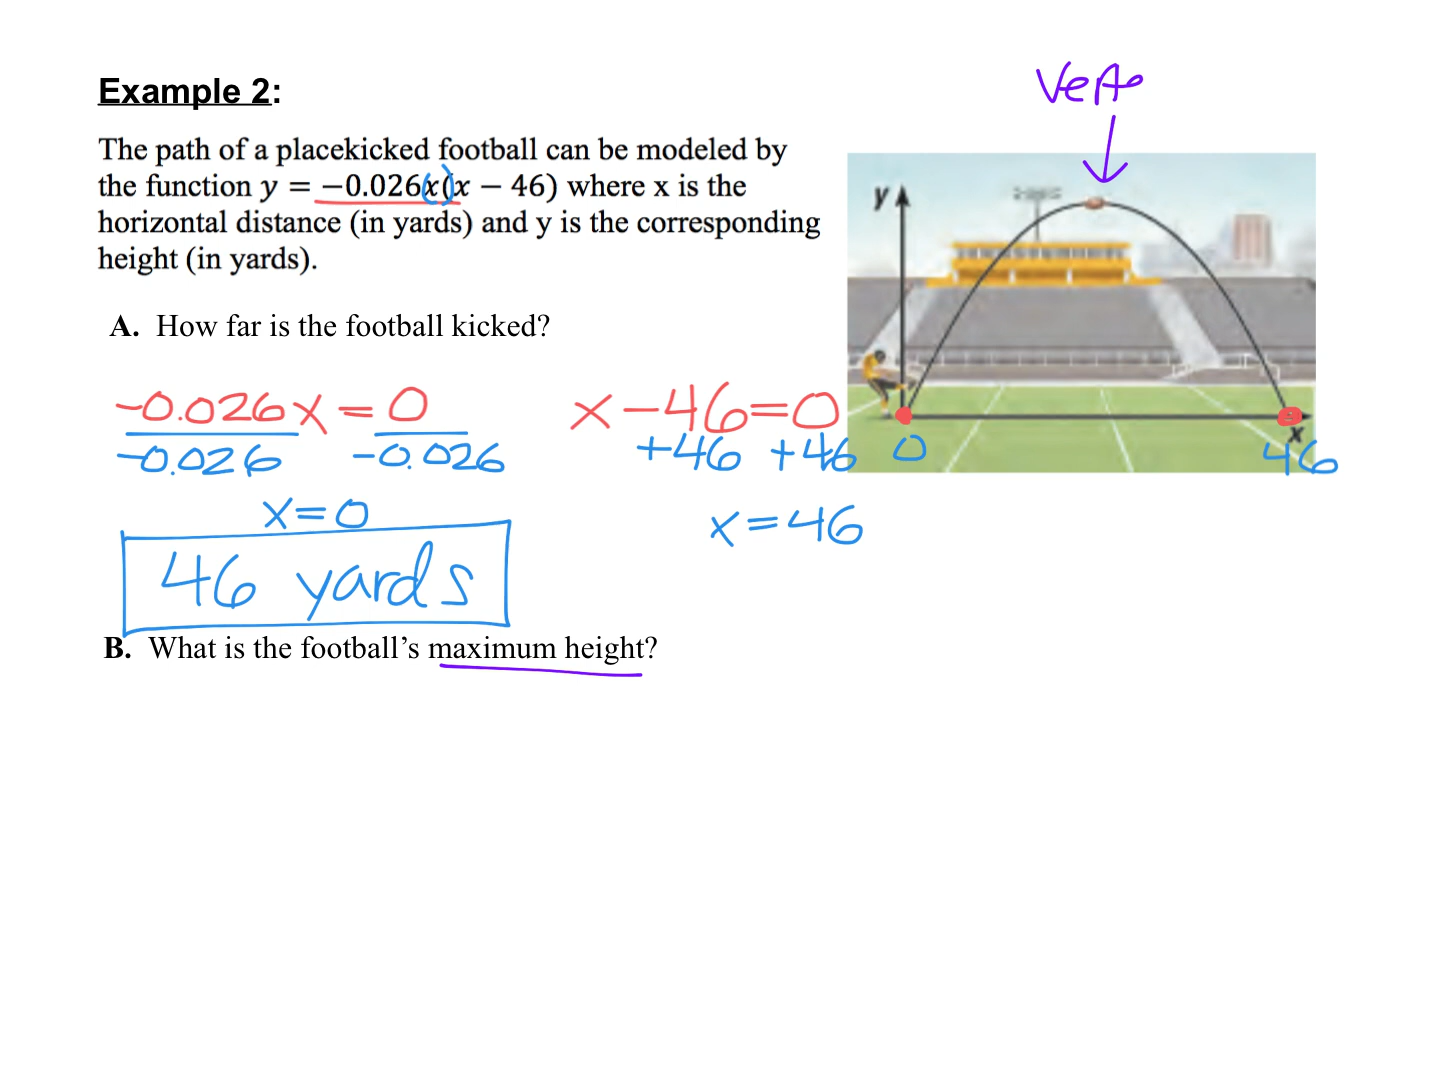 Example 2:
The path of a placekicked football can be modeled by
the function y = −0.026x(x − 46) where x is the
horizontal distance (in yards) and y is the corresponding
height (in yards).
y
x
0
46
A. How far is the football kicked?
-0.026x = 0
-0.026 -0.026
x = 0
46 yards
x - 46 = 0
+46 +46
x = 46
B. What is the football’s maximum height?